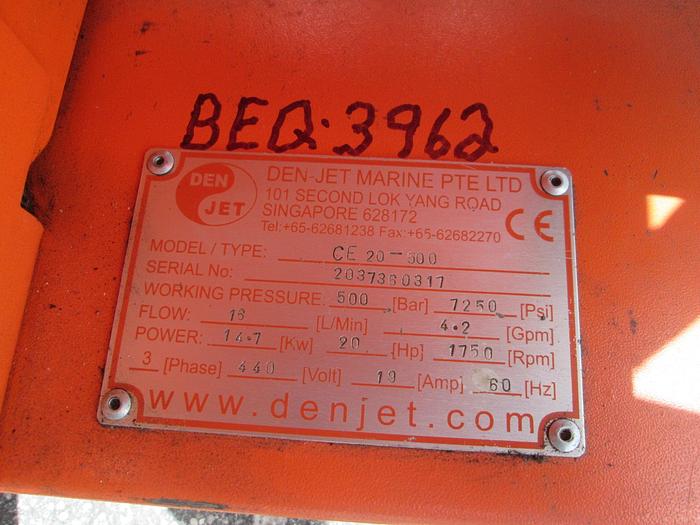 BEQ:3962
DEN JET
DEN-JET MARINE PTE LTD
101 SECOND LOK YANG ROAD
SINGAPORE 628172
Tel:+65-62681238 Fax:+65-62682270
CE
MODEL / TYPE: CE 20-500
SERIAL No: 2037360317
WORKING PRESSURE: 500 [Bar] 7250 [Psi]
FLOW: 16 [L/Min] 4.2 [Gpm]
POWER: 14.7 [Kw] 20 [Hp] 1750 [Rpm]
3 [Phase] 440 [Volt] 19 [Amp] 60 [Hz]
www.denjet.com